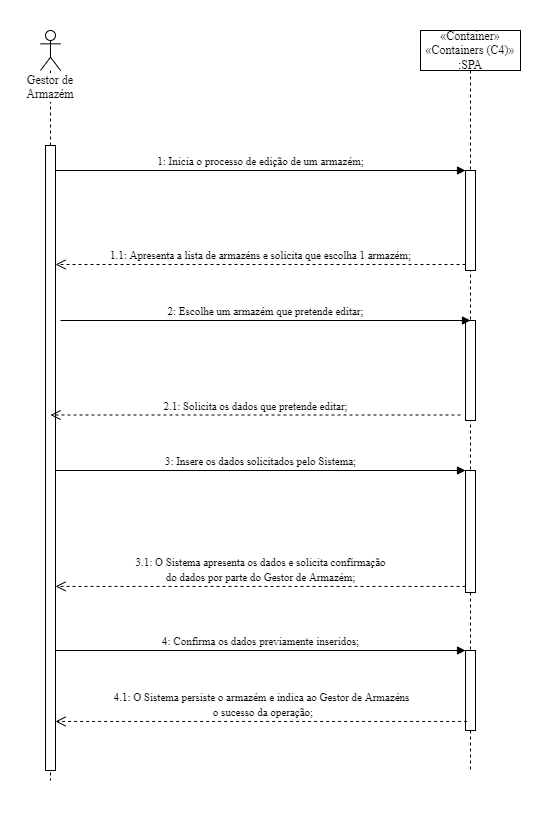 «Container»
«Containers (C4)»
:SPA
Gestor de
Armazém
1: Inicia o processo de edição de um armazém;
1.1: Apresenta a lista de armazéns e solicita que escolha 1 armazém;
2: Escolhe um armazém que pretende editar;
2.1: Solicita os dados que pretende editar;
3: Insere os dados solicitados pelo Sistema;
3.1: O Sistema apresenta os dados e solicita confirmação
do dados por parte do Gestor de Armazém;
4: Confirma os dados previamente inseridos;
4.1: O Sistema persiste o armazém e indica ao Gestor de Armazéns
o sucesso da operação;